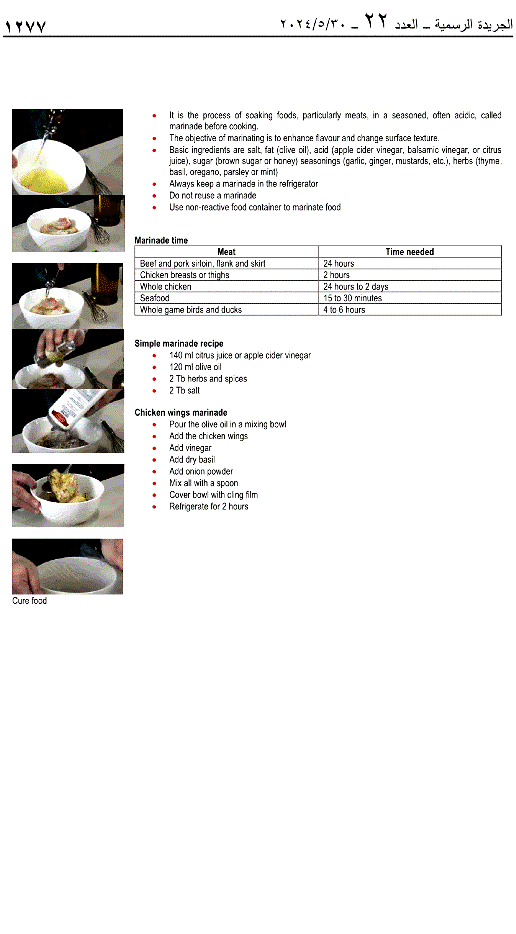 الجريدة الرسمية – العدد ٢٢ – ٢٠٢٤/٥/٣٠
١٢٧٧
• It is the process of soaking foods, particularly meats, in a seasoned, often acidic, called
marinade before cooking.
• The objective of marinating is to enhance flavour and change surface texture.
• Basic ingredients are salt, fat (olive oil), acid (apple cider vinegar, balsamic vinegar, or citrus
juice), sugar (brown sugar or honey) seasonings (garlic, ginger, mustards, etc.), herbs (thyme,
basil, oregano, parsley or mint)
• Always keep a marinade in the refrigerator
• Do not reuse a marinade
• Use non-reactive food container to marinate food
Marinade time
Meat Time needed
Beef and pork sirloin, flank and skirt 24 hours
Chicken breasts or thighs 2 hours
Whole chicken 24 hours to 2 days
Seafood 15 to 30 minutes
Whole game birds and ducks 4 to 6 hours
Simple marinade recipe
• 140 ml citrus juice or apple cider vinegar
• 120 ml olive oil
• 2 Tb herbs and spices
• 2 Tb salt
Chicken wings marinade
• Pour the olive oil in a mixing bowl
• Add the chicken wings
• Add vinegar
• Add dry basil
• Add onion powder
• Mix all with a spoon
• Cover bowl with cling film
• Refrigerate for 2 hours
Cure food